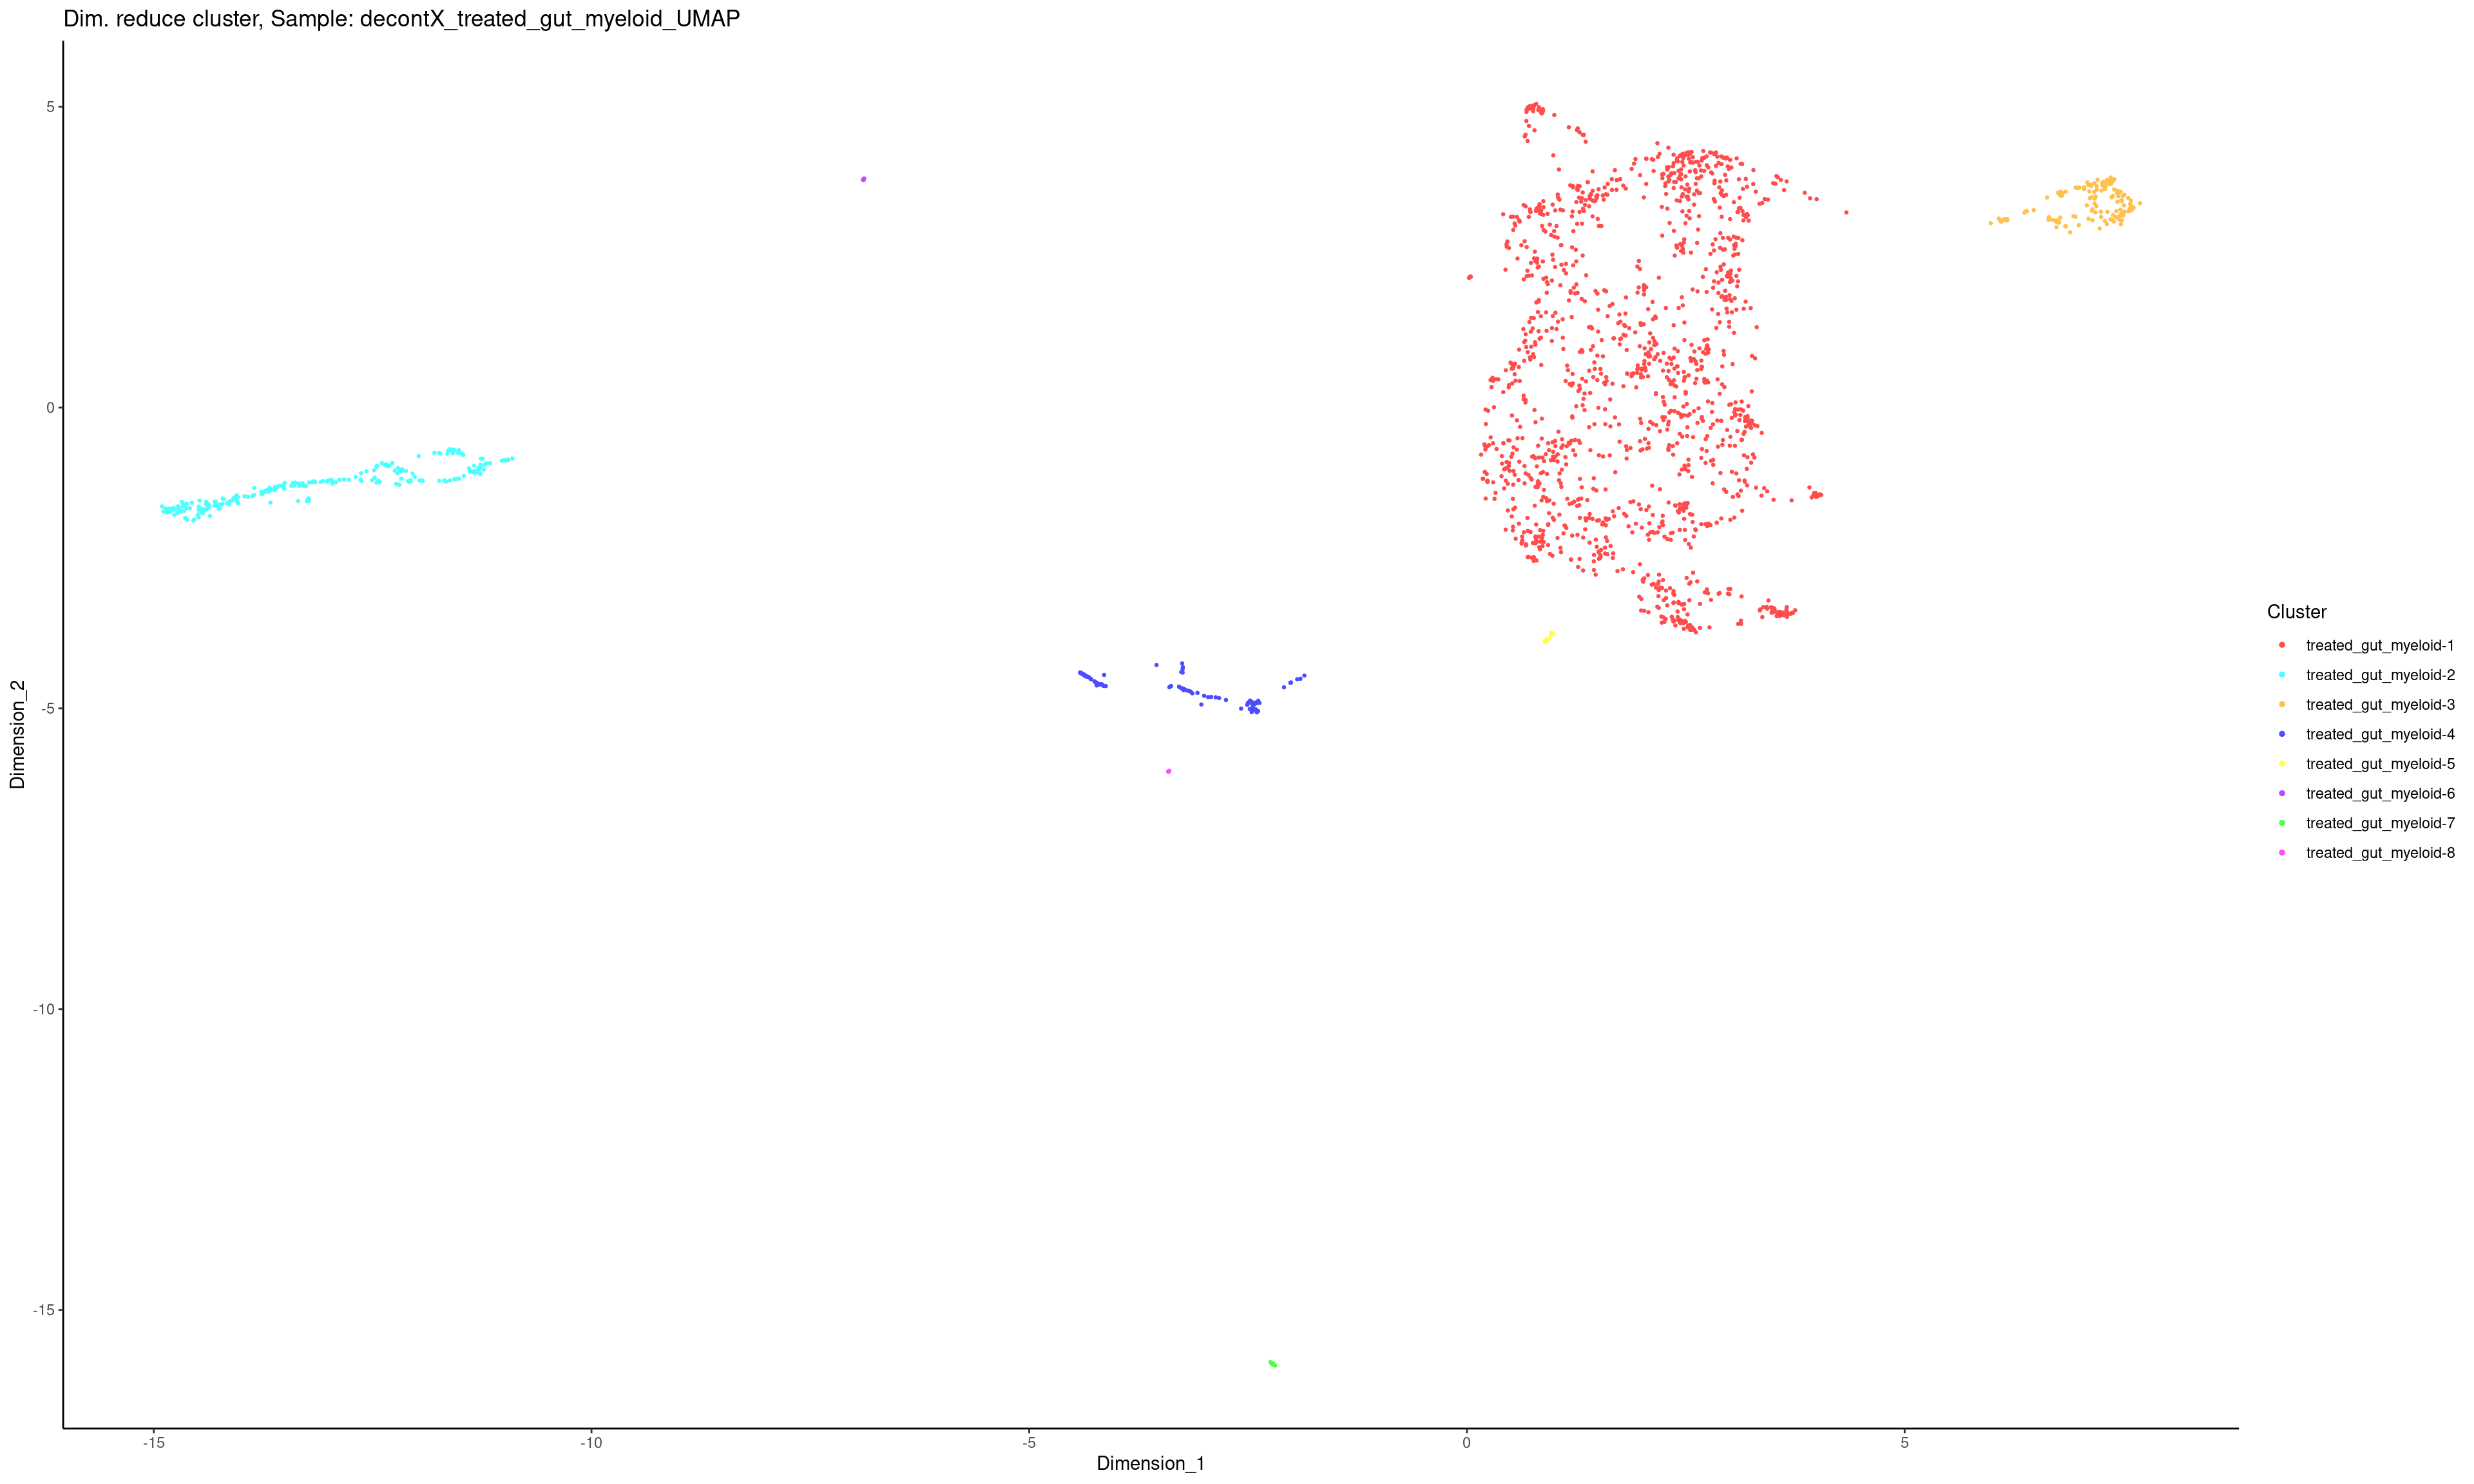 Dim. reduce cluster, Sample: decontX_treated_gut_myeloid_UMAP
5
0
-5
-10
-15
Dimension_2
-15
-10
-5
0
5
Dimension_1
Cluster
treated_gut_myeloid-1
treated_gut_myeloid-2
treated_gut_myeloid-3
treated_gut_myeloid-4
treated_gut_myeloid-5
treated_gut_myeloid-6
treated_gut_myeloid-7
treated_gut_myeloid-8